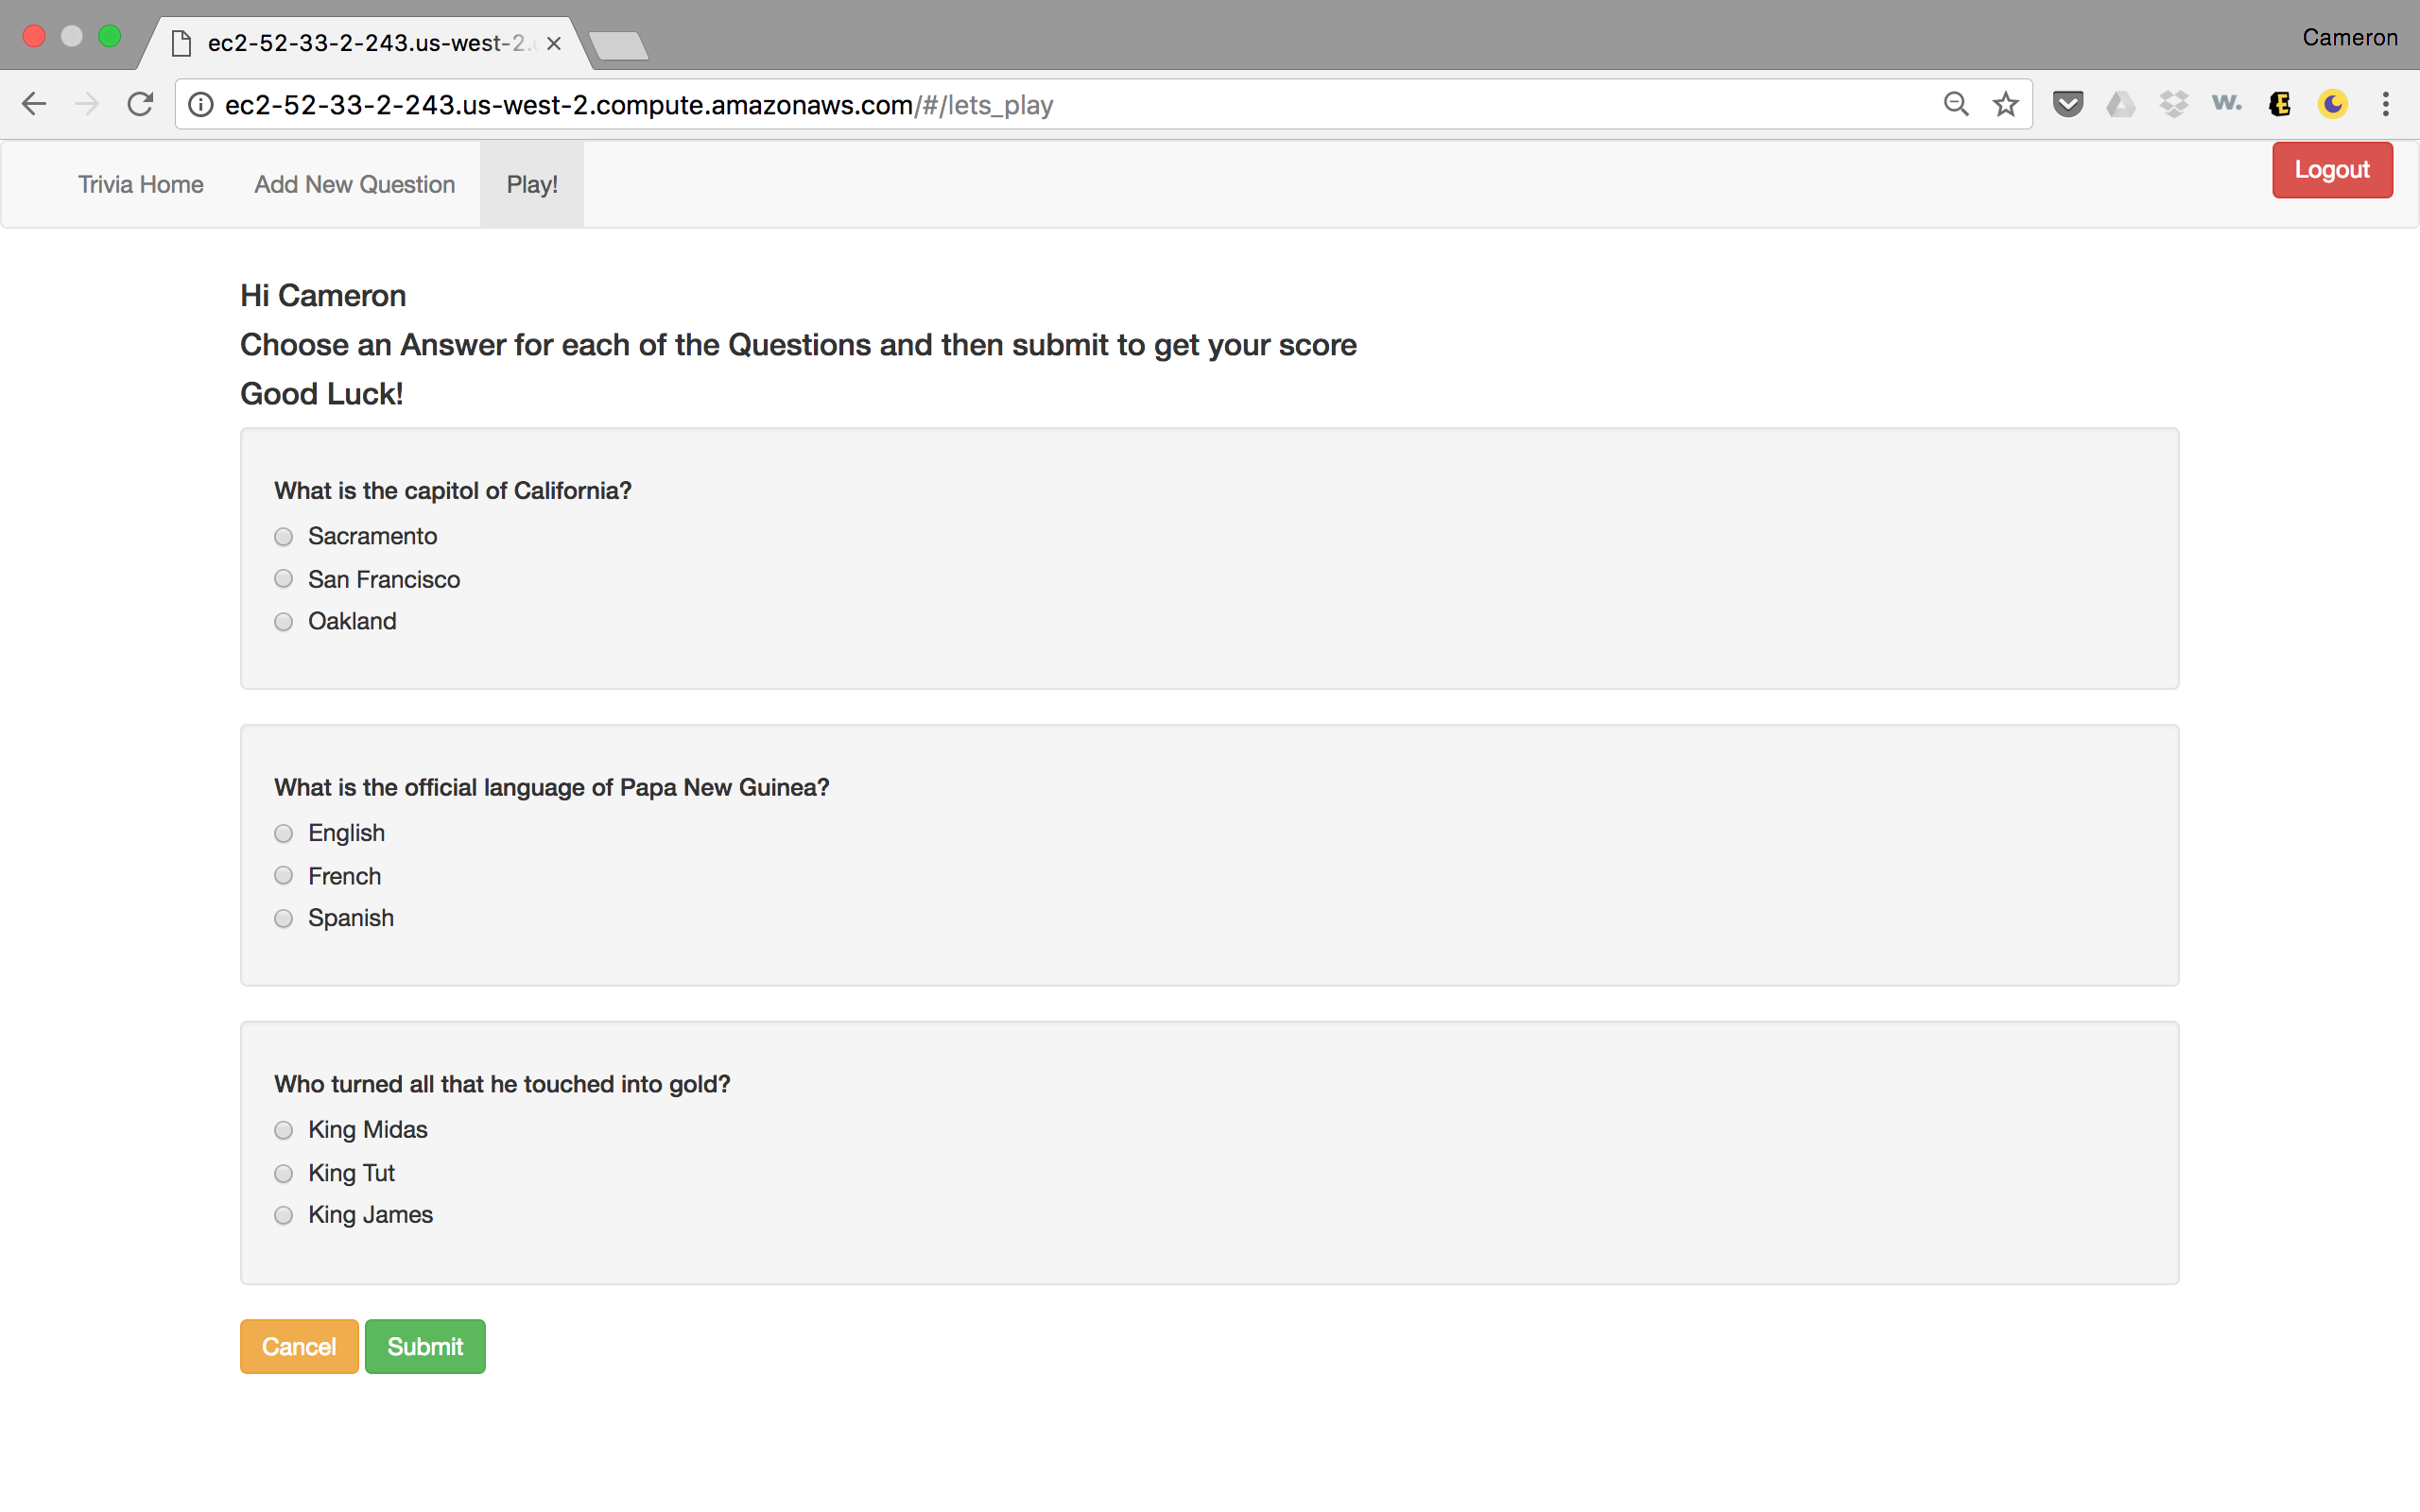 ec2-52-33-2-243.us-west-2.
Cameron
ec2-52-33-2-243.us-west-2.compute.amazonaws.com/#/lets_play
w.
E
Trivia Home
Add New Question
Play!
Logout
Hi Cameron
Choose an Answer for each of the Questions and then submit to get your score
Good Luck!
What is the capitol of California?
Sacramento
San Francisco
Oakland
What is the official language of Papa New Guinea?
English
French
Spanish
Who turned all that he touched into gold?
King Midas
King Tut
King James
Cancel
Submit